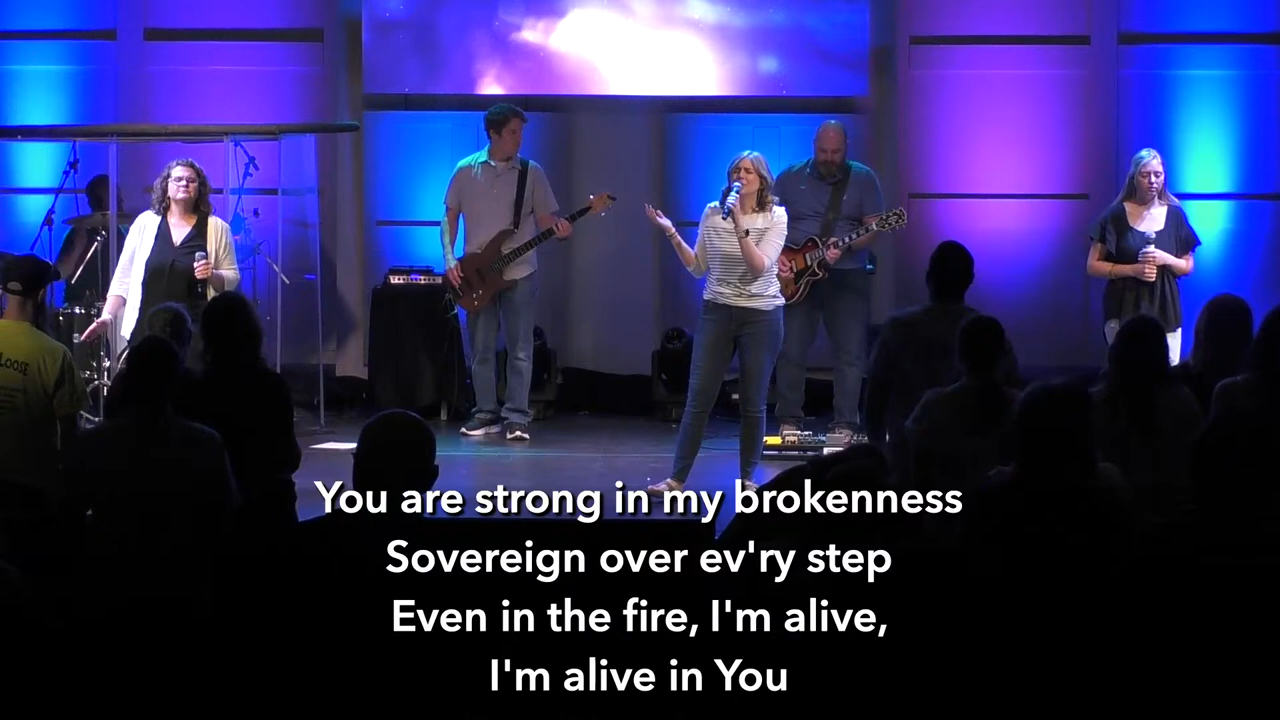 LOOSE
You are strong in my brokenness
Sovereign over ev'ry step
Even in the fire, I'm alive,
I'm alive in You